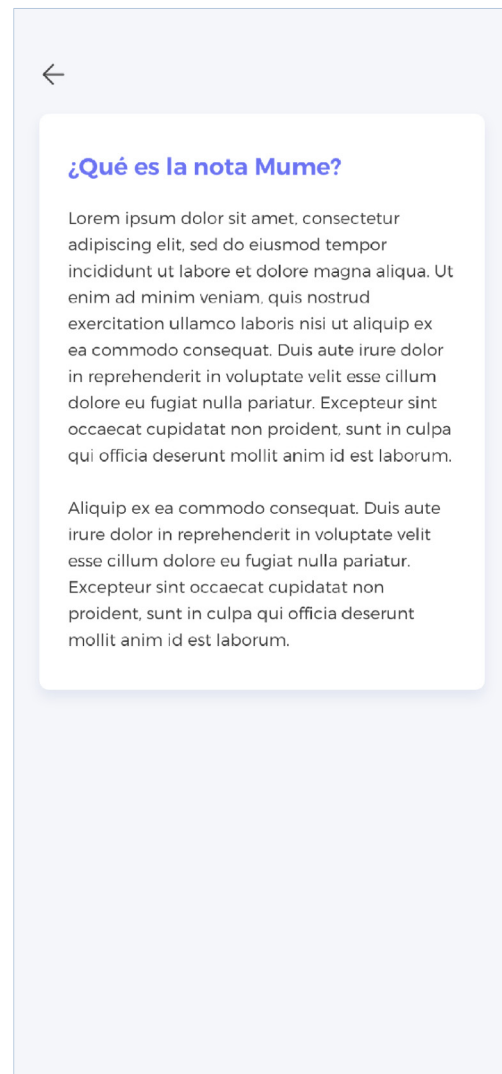 ¿Qué es la nota Mume?
Lorem ipsum dolor sit amet, consectetur
adipiscing elit, sed do eiusmod tempor
incididunt ut labore et dolore magna aliqua. Ut
enim ad minim veniam, quis nostrud
exercitation ullamco laboris nisi ut aliquip ex
ea commodo consequat. Duis aute irure dolor
in reprehenderit in voluptate velit esse cillum
dolore eu fugiat nulla pariatur. Excepteur sint
occaecat cupidatat non proident, sunt in culpa
qui officia deserunt mollit anim id est laborum.
Aliquip ex ea commodo consequat. Duis aute
irure dolor in reprehenderit in voluptate velit
esse cillum dolore eu fugiat nulla pariatur.
Excepteur sint occaecat cupidatat non
proident, sunt in culpa qui officia deserunt
mollit anim id est laborum.